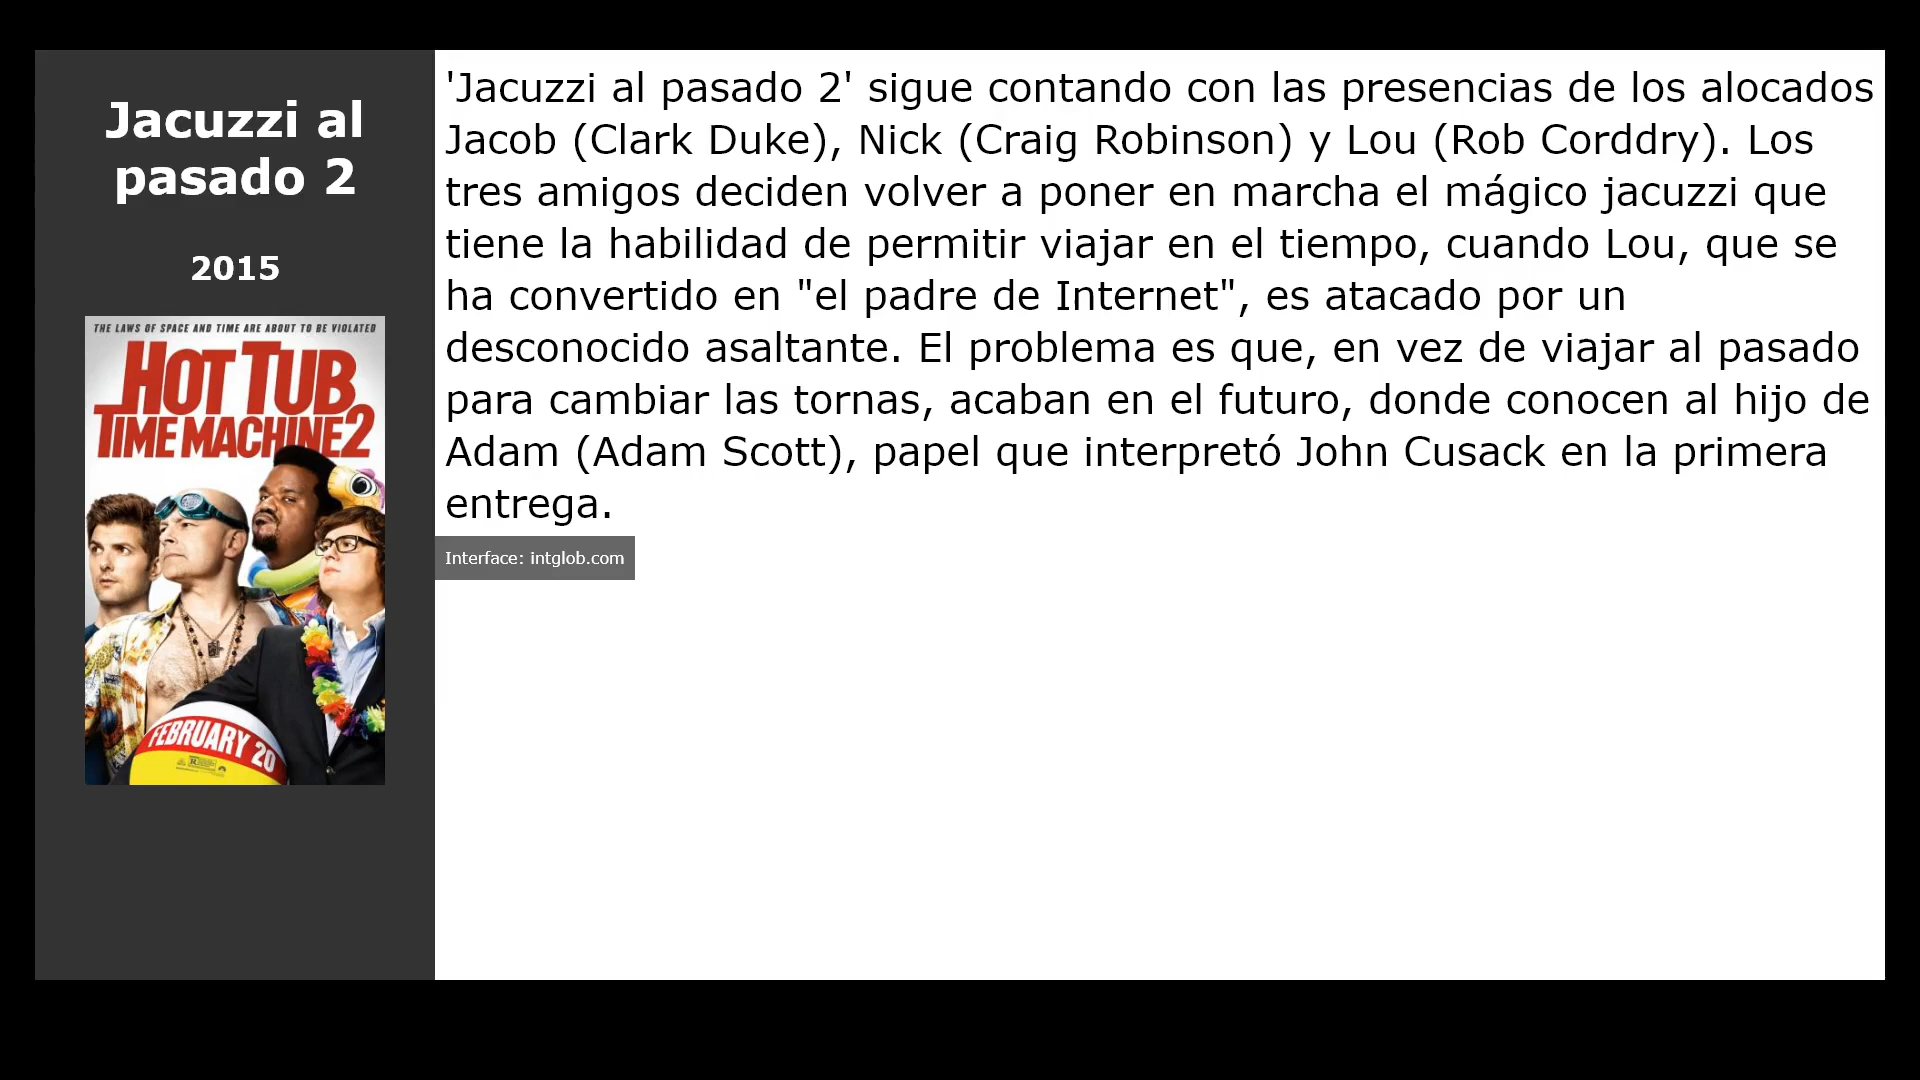 Jacuzzi al
pasado 2
2015
THE LAWS OF SPACE AND TIME ARE ABOUT TO BE VIOLATED
HOT TUB
TIME MACHINE 2
FEBRUARY 20
'Jacuzzi al pasado 2' sigue contando con las presencias de los alocados
Jacob (Clark Duke), Nick (Craig Robinson) y Lou (Rob Corddry). Los
tres amigos deciden volver a poner en marcha el mágico jacuzzi que
tiene la habilidad de permitir viajar en el tiempo, cuando Lou, que se
ha convertido en "el padre de Internet", es atacado por un
desconocido asaltante. El problema es que, en vez de viajar al pasado
para cambiar las tornas, acaban en el futuro, donde conocen al hijo de
Adam (Adam Scott), papel que interpretó John Cusack en la primera
entrega.
Interface: intglob.com